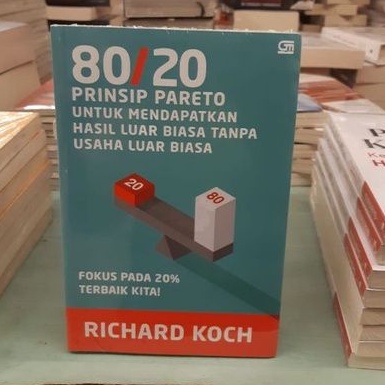 80/20
PRINSIP PARETO
UNTUK MENDAPATKAN
HASIL LUAR BIASA TANPA
USAHA LUAR BIASA
20
80
FOKUS PADA 20%
TERBAIK KITA!
RICHARD KOCH